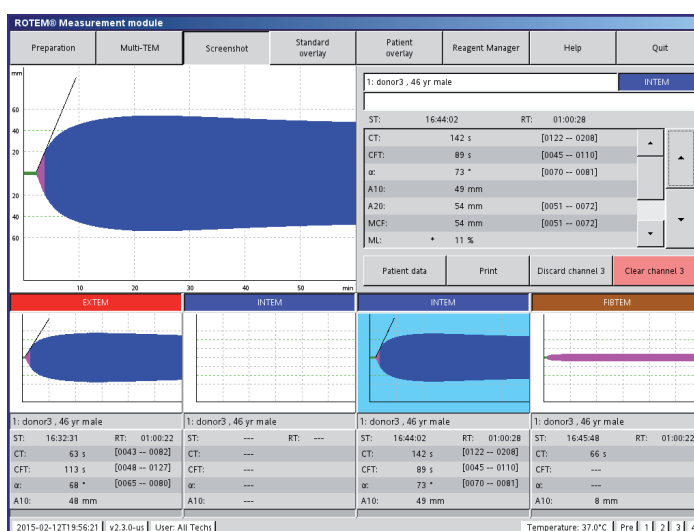 ROTEM® Measurement module
Preparation Multi-TEM Screenshot Standard overlay Patient overlay Reagent Manager Help Quit
mm
60
40
20
20
40
60
10 20 30 40 50 min
1: donor3 , 46 yr male INTEM
ST: 16:44:02 RT: 01:00:28
CT: 142 s [0122 -- 0208]
CFT: 89 s [0045 -- 0110]
α: 73 ° [0070 -- 0081]
A10: 49 mm
A20: 54 mm [0051 -- 0072]
MCF: 54 mm [0051 -- 0072]
ML: * 11 %
Patient data Print Discard channel 3 Clear channel 3
EXTEM INTEM INTEM FIBTEM
1: donor3 , 46 yr male 1: donor3 , 46 yr male 1: donor3 , 46 yr male 1: donor3 , 46 yr male
ST: 16:32:31 RT: 01:00:22 ST: --- RT: --- ST: 16:44:02 RT: 01:00:28 ST: 16:45:48 RT: 01:00:22
CT: 63 s [0043 -- 0082] CT: --- CT: 142 s [0122 -- 0208] CT: 66 s
CFT: 113 s [0048 -- 0127] CFT: --- CFT: 89 s [0045 -- 0110] CFT: ---
α: 68 ° [0065 -- 0080] α: --- α: 73 ° [0070 -- 0081] α: ---
A10: 48 mm A10: --- A10: 49 mm A10: 8 mm
2015-02-12T19:56:21 v2.3.0-us User: All Techs Temperature: 37.0°C Pre 1 2 3 4